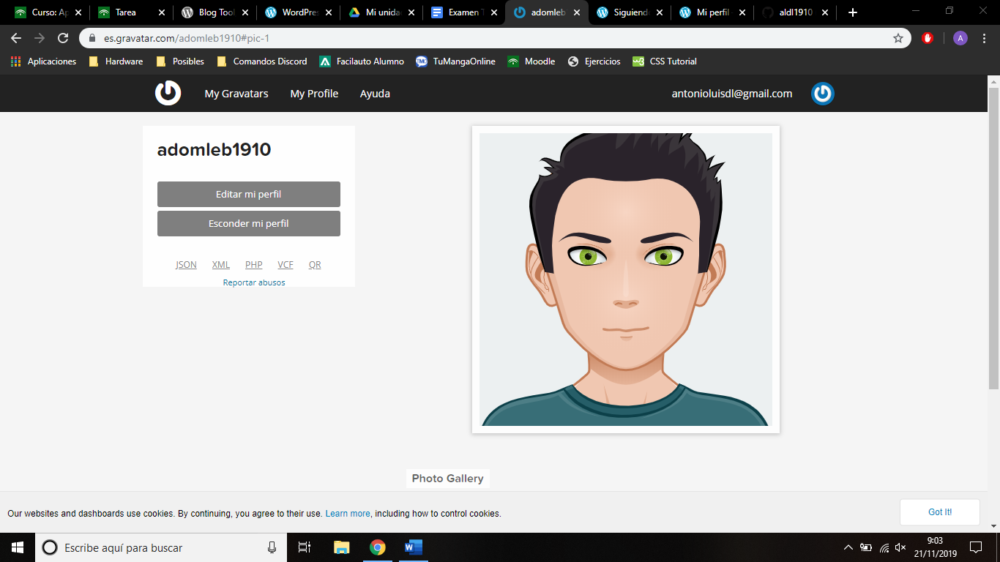 Curso: Ap
Tarea
Blog Tool
WordPres
Mi unida
Examen T
adomleb
Siguiend
Mi perfil
aldl1910
es.gravatar.com/adomleb1910#pic-1
A
Aplicaciones
Hardware
Posibles
Comandos Discord
Facilauto Alumno
TuMangaOnline
Moodle
Ejercicios
CSS Tutorial
My Gravatars
My Profile
Ayuda
antonioluisdl@gmail.com
adomleb1910
Editar mi perfil
Esconder mi perfil
JSON XML PHP VCF QR
Reportar abusos
Photo Gallery
Our websites and dashboards use cookies. By continuing, you agree to their use. Learn more, including how to control cookies.
Got It!
Escribe aquí para buscar
9:03
21/11/2019